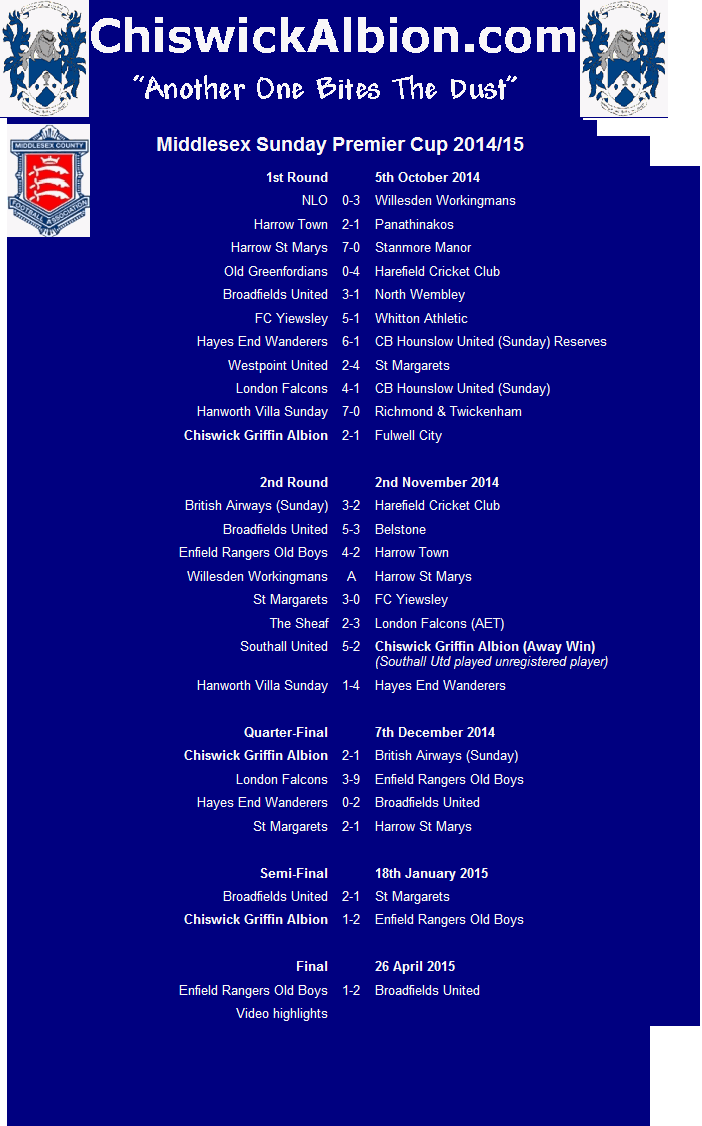 ChiswickAlbion.com
"Another One Bites The Dust"
MIDDLESEX COUNTY
FOOTBALL ASSOCIATION
Middlesex Sunday Premier Cup 2014/15
1st Round 5th October 2014
NLO 0-3 Willesden Workingmans
Harrow Town 2-1 Panathinakos
Harrow St Marys 7-0 Stanmore Manor
Old Greenfordians 0-4 Harefield Cricket Club
Broadfields United 3-1 North Wembley
FC Yiewsley 5-1 Whitton Athletic
Hayes End Wanderers 6-1 CB Hounslow United (Sunday) Reserves
Westpoint United 2-4 St Margarets
London Falcons 4-1 CB Hounslow United (Sunday)
Hanworth Villa Sunday 7-0 Richmond & Twickenham
Chiswick Griffin Albion 2-1 Fulwell City
2nd Round 2nd November 2014
British Airways (Sunday) 3-2 Harefield Cricket Club
Broadfields United 5-3 Belstone
Enfield Rangers Old Boys 4-2 Harrow Town
Willesden Workingmans A Harrow St Marys
St Margarets 3-0 FC Yiewsley
The Sheaf 2-3 London Falcons (AET)
Southall United 5-2 Chiswick Griffin Albion (Away Win)
(Southall Utd played unregistered player)
Hanworth Villa Sunday 1-4 Hayes End Wanderers
Quarter-Final 7th December 2014
Chiswick Griffin Albion 2-1 British Airways (Sunday)
London Falcons 3-9 Enfield Rangers Old Boys
Hayes End Wanderers 0-2 Broadfields United
St Margarets 2-1 Harrow St Marys
Semi-Final 18th January 2015
Broadfields United 2-1 St Margarets
Chiswick Griffin Albion 1-2 Enfield Rangers Old Boys
Final 26 April 2015
Enfield Rangers Old Boys 1-2 Broadfields United
Video highlights